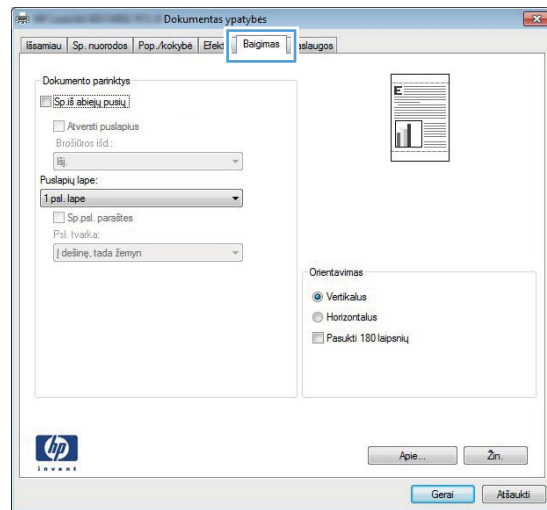 Dokumentas ypatybės
Išsamiau Sp. nuorodos Pop./kokybė Efekt Baigimas aslaugos
Dokumento parinktys
Sp.iš abiejų pusių
Atversti puslapius
Brošiūros išd.:
Išj.
Puslapių lape:
1 psl. lape
Sp.psl. paraštes
Psl. tvarka:
Į dešinę, tada žemyn
E
Orientavimas
Vertikalus
Horizontalus
Pasukti 180 laipsnių
hp
invent
Apie... Žin.
Gerai Atšaukti